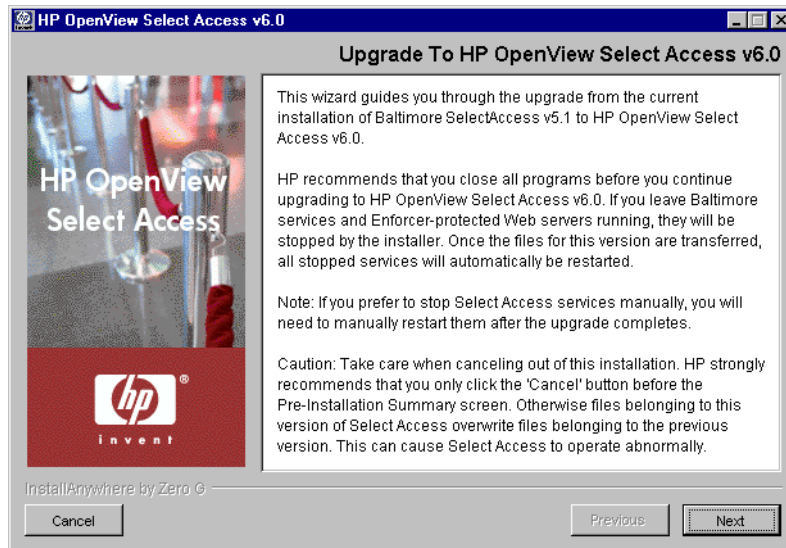 HP OpenView Select Access v6.0
Upgrade To HP OpenView Select Access v6.0
HP OpenView
Select Access
hp
®
invent
This wizard guides you through the upgrade from the current
installation of Baltimore SelectAccess v5.1 to HP OpenView Select
Access v6.0.
HP recommends that you close all programs before you continue
upgrading to HP OpenView Select Access v6.0. If you leave Baltimore
services and Enforcer-protected Web servers running, they will be
stopped by the installer. Once the files for this version are transferred,
all stopped services will automatically be restarted.
Note: If you prefer to stop Select Access services manually, you will
need to manually restart them after the upgrade completes.
Caution: Take care when canceling out of this installation. HP strongly
recommends that you only click the 'Cancel' button before the
Pre-Installation Summary screen. Otherwise files belonging to this
version of Select Access overwrite files belonging to the previous
version. This can cause Select Access to operate abnormally.
InstallAnywhere by Zero G
Cancel
Previous
Next